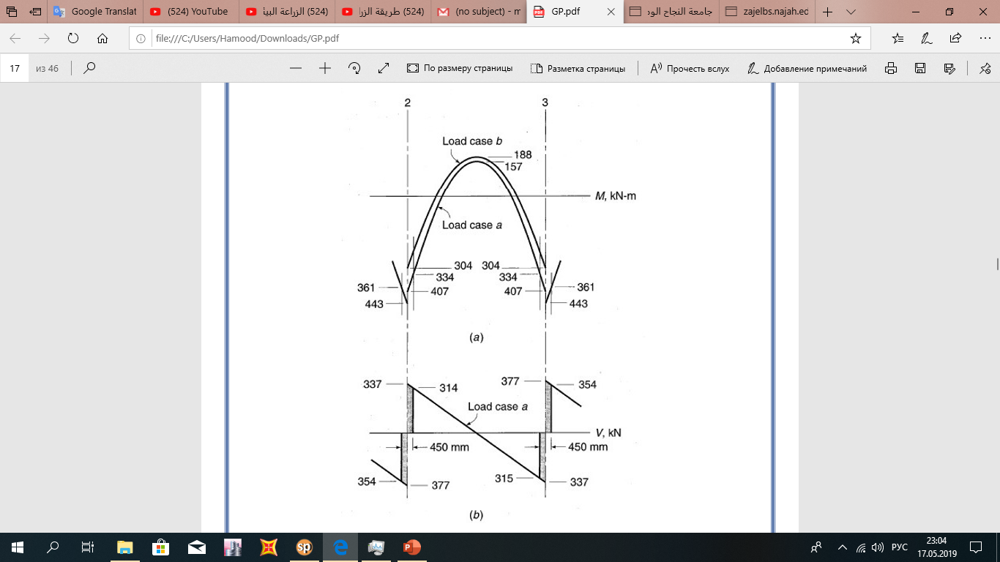 Google Translat
(524) YouTube
(524) الزراعة البيئ
(524) طريقة الزرا
(no subject) - m
GP.pdf
جامعة النجاح الود
zajelbs.najah.ed
file:///C:/Users/Hamood/Downloads/GP.pdf
17 из 46
По размеру страницы
Разметка страницы
Прочесть вслух
Добавление примечаний
2 3
Load case b
188
157
M, kN-m
Load case a
304 304
334 334
361 407 407 361
443 443
(a)
337 314 377 354
Load case a
V, kN
450 mm 450 mm
354 377 315 337
(b)
sp
РУС
23:04
17.05.2019